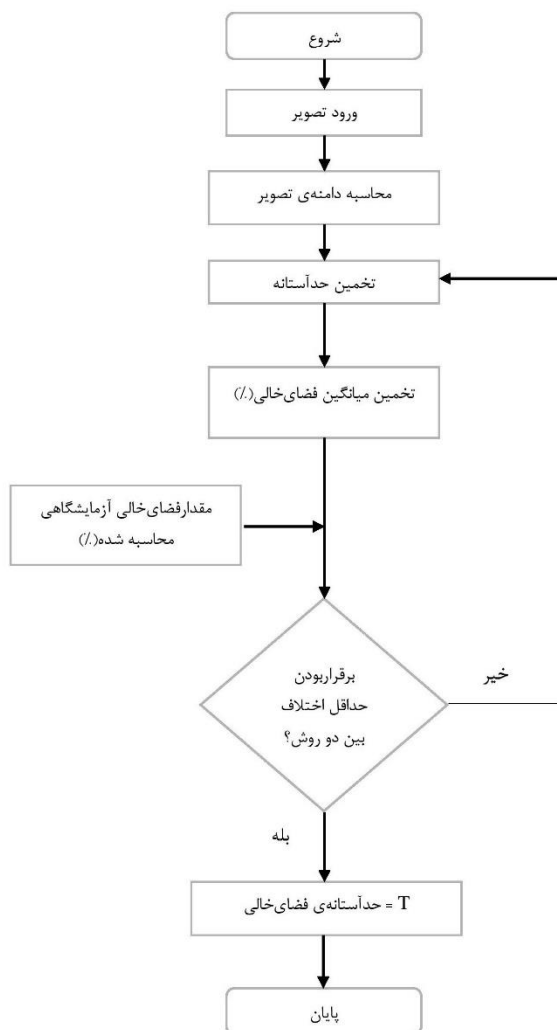 شروع
ورود تصویر
محاسبه دامنه‌ی تصویر
تخمین حدآستانه
تخمین میانگین فضای‌خالی(٪)
مقدارفضای‌خالی آزمایشگاهی
محاسبه شده(٪)
برقراربودن
حداقل اختلاف
بین دو روش؟
خیر
بله
T = حدآستانه‌ی فضای‌خالی
پایان